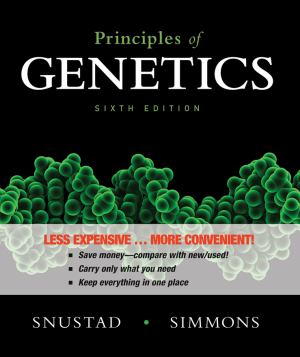 Principles of
GENETICS
SIXTH EDITION
LESS EXPENSIVE ... MORE CONVENIENT!
▪ Save money—compare with new/used!
▪ Carry only what you need
▪ Keep everything in one place
SNUSTAD • SIMMONS